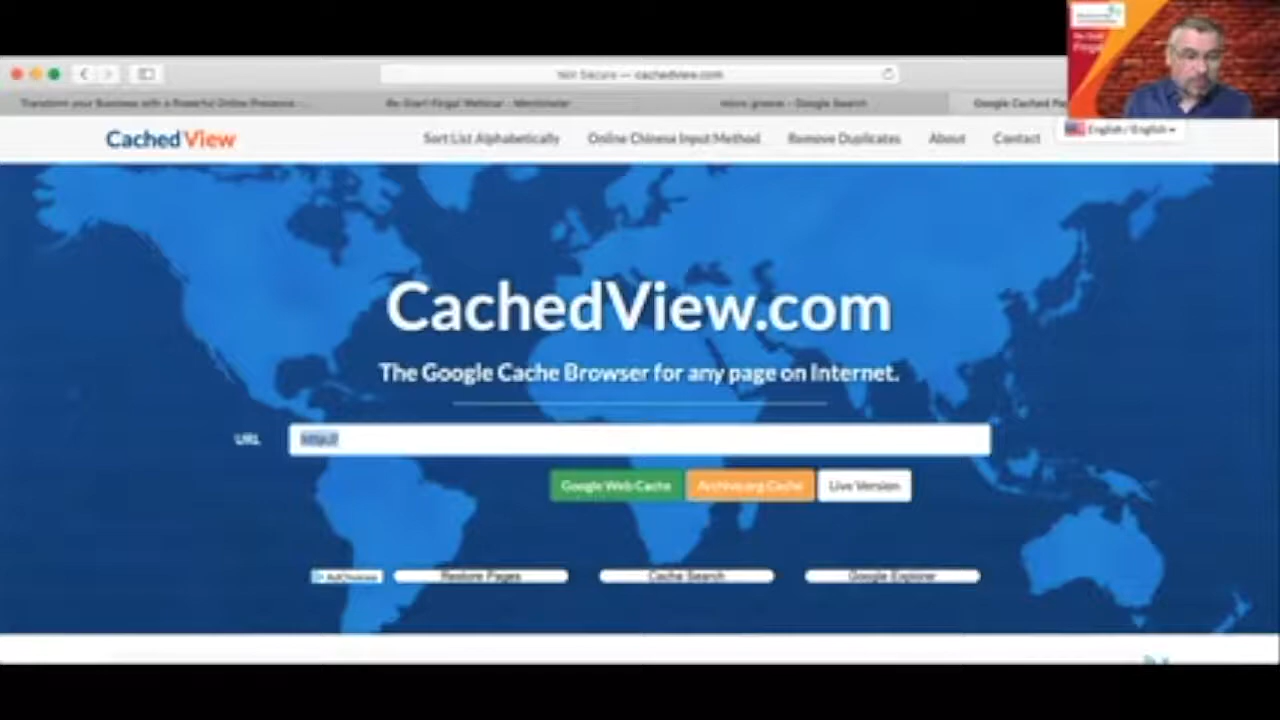 Not Secure — cachedview.com
Transform your Business with a Powerful Online Presence
Re-Start Fingal Webinar - Mentimeter
micro greens - Google Search
Google Cached Pa
English / English
CachedView
Sort List Alphabetically
Online Chinese Input Method
Remove Duplicates
About
Contact
CachedView.com
The Google Cache Browser for any page on Internet.
URL
http://
Google Web Cache
Archive.org Cache
Live Version
AdChoices
Restore Pages
Cache Search
Google Explorer